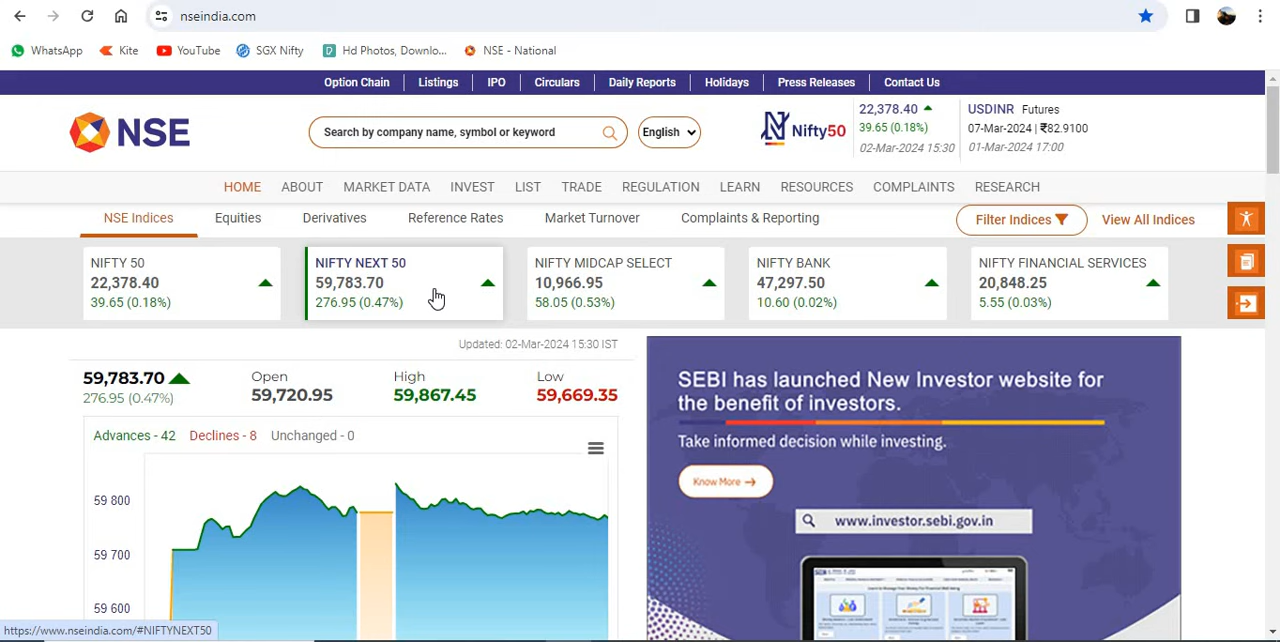 nseindia.com
WhatsApp Kite YouTube SGX Nifty Hd Photos, Downlo... NSE - National
Option Chain Listings IPO Circulars Daily Reports Holidays Press Releases Contact Us
NSE
Search by company name, symbol or keyword
English
Nifty50
22,378.40
39.65 (0.18%)
02-Mar-2024 15:30
USDINR Futures
07-Mar-2024 | ₹82.9100
01-Mar-2024 17:00
HOME ABOUT MARKET DATA INVEST LIST TRADE REGULATION LEARN RESOURCES COMPLAINTS RESEARCH
NSE Indices Equities Derivatives Reference Rates Market Turnover Complaints & Reporting Filter Indices View All Indices
NIFTY 50
22,378.40
39.65 (0.18%)
NIFTY NEXT 50
59,783.70
276.95 (0.47%)
NIFTY MIDCAP SELECT
10,966.95
58.05 (0.53%)
NIFTY BANK
47,297.50
10.60 (0.02%)
NIFTY FINANCIAL SERVICES
20,848.25
5.55 (0.03%)
Updated: 02-Mar-2024 15:30 IST
59,783.70
276.95 (0.47%)
Open
59,720.95
High
59,867.45
Low
59,669.35
Advances - 42 Declines - 8 Unchanged - 0
59 800
59 700
59 600
SEBI has launched New Investor website for
the benefit of investors.
Take informed decision while investing.
Know More →
www.investor.sebi.gov.in
https://www.nseindia.com/#NIFTYNEXT50